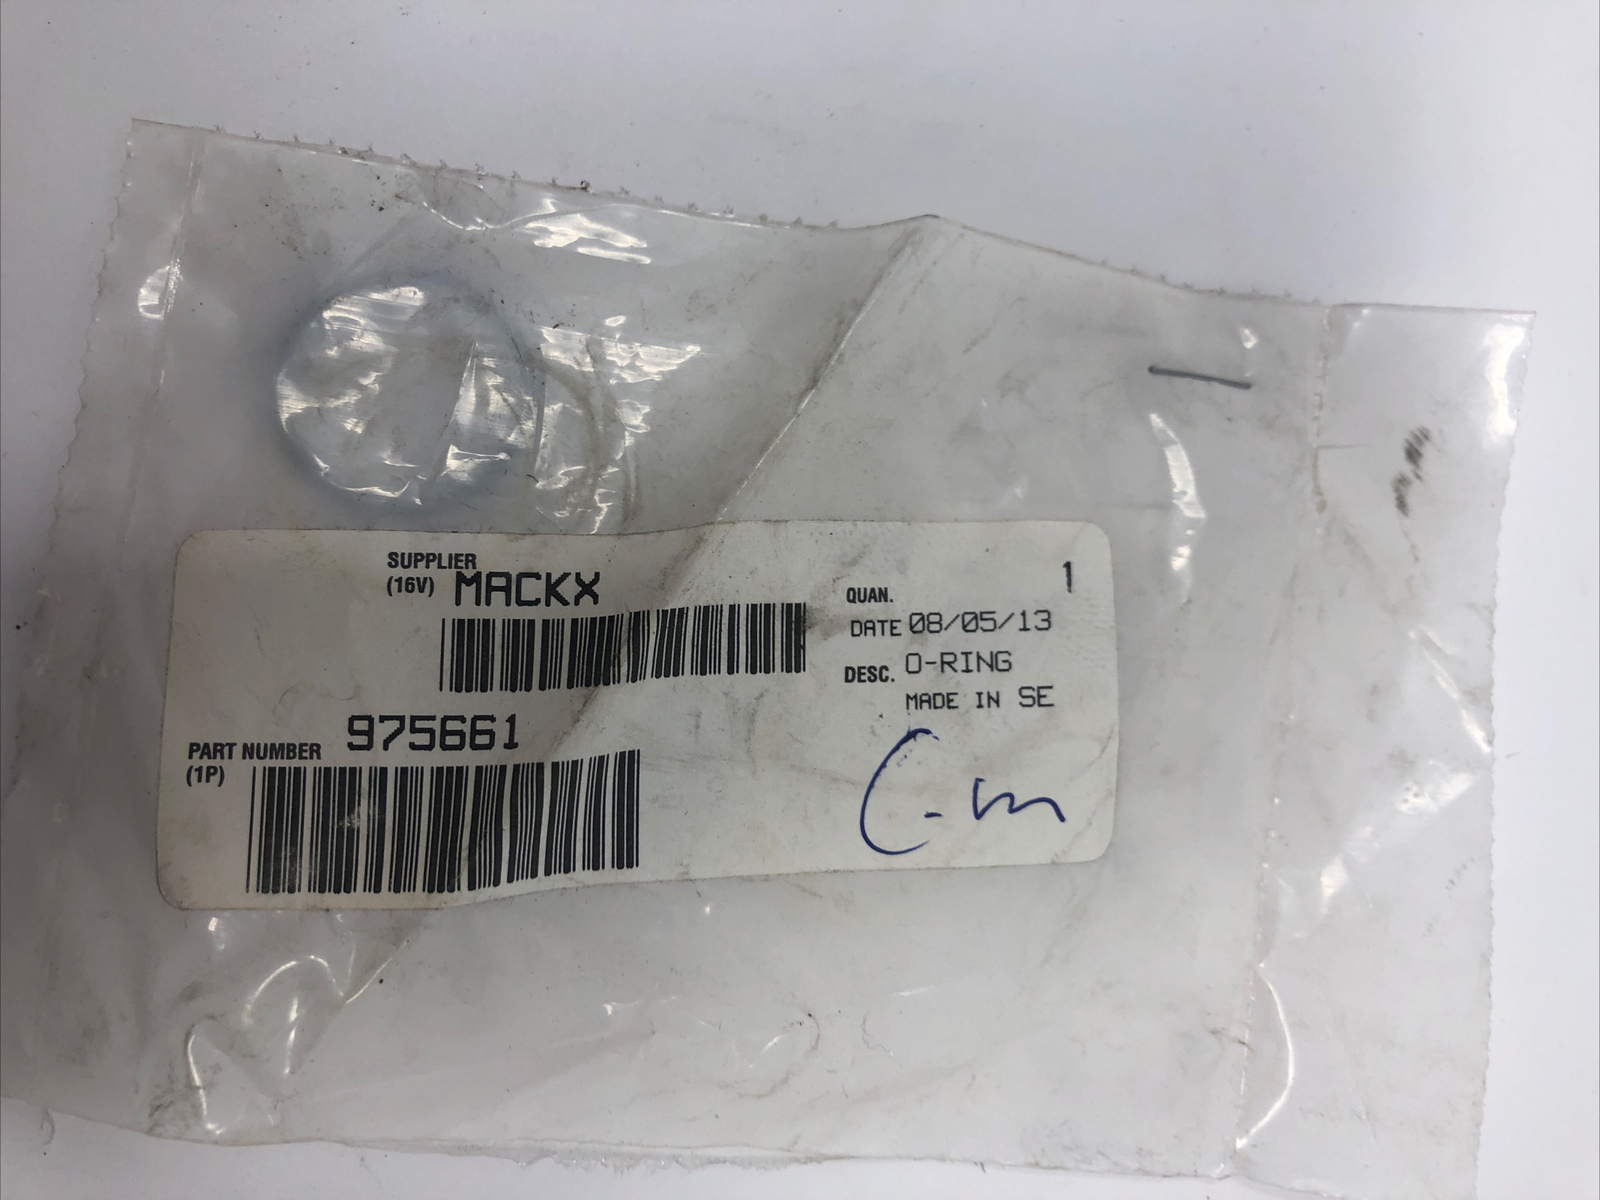 SUPPLIER
(16V) MACKX
QUAN. 1
DATE 08/05/13
DESC. O-RING
MADE IN SE
PART NUMBER 975661
(1P)